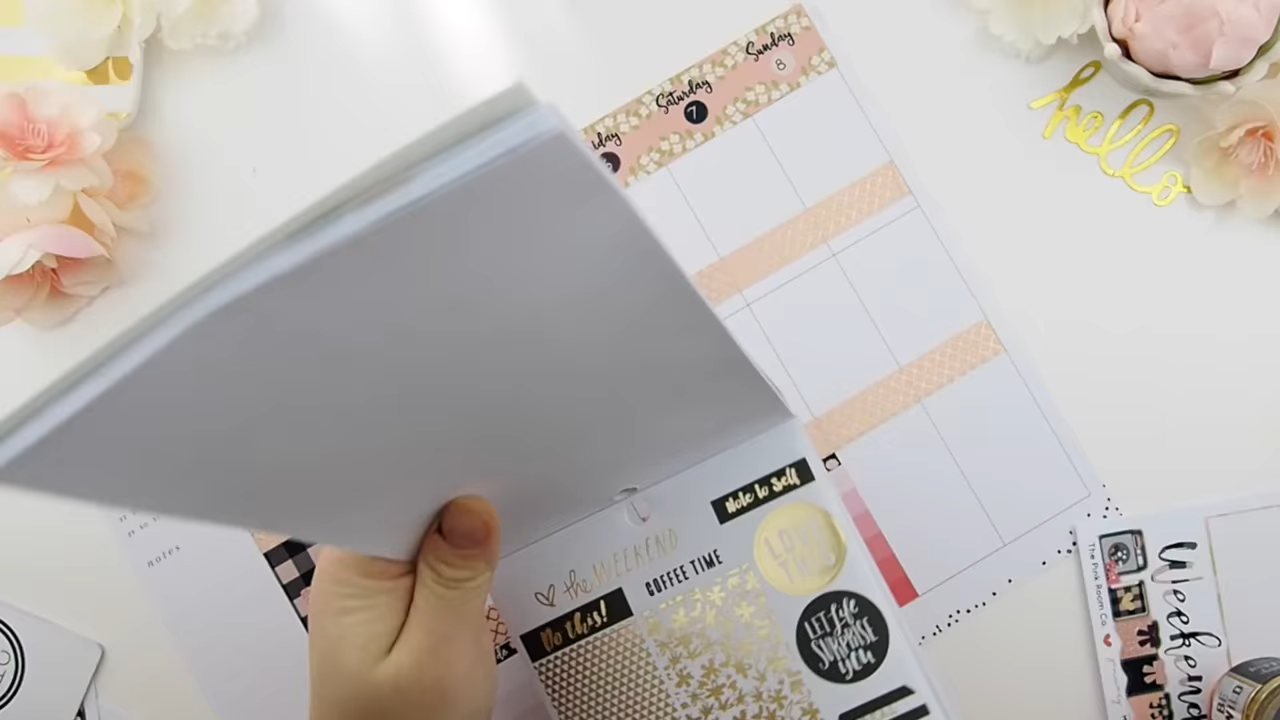 Sunday
8
Saturday
7
day
hello
Note to self
the WEEKEND
COFFEE TIME
Do this!
LET life
SURPRISE
you
notes
The Pink Room Co.
Weekend